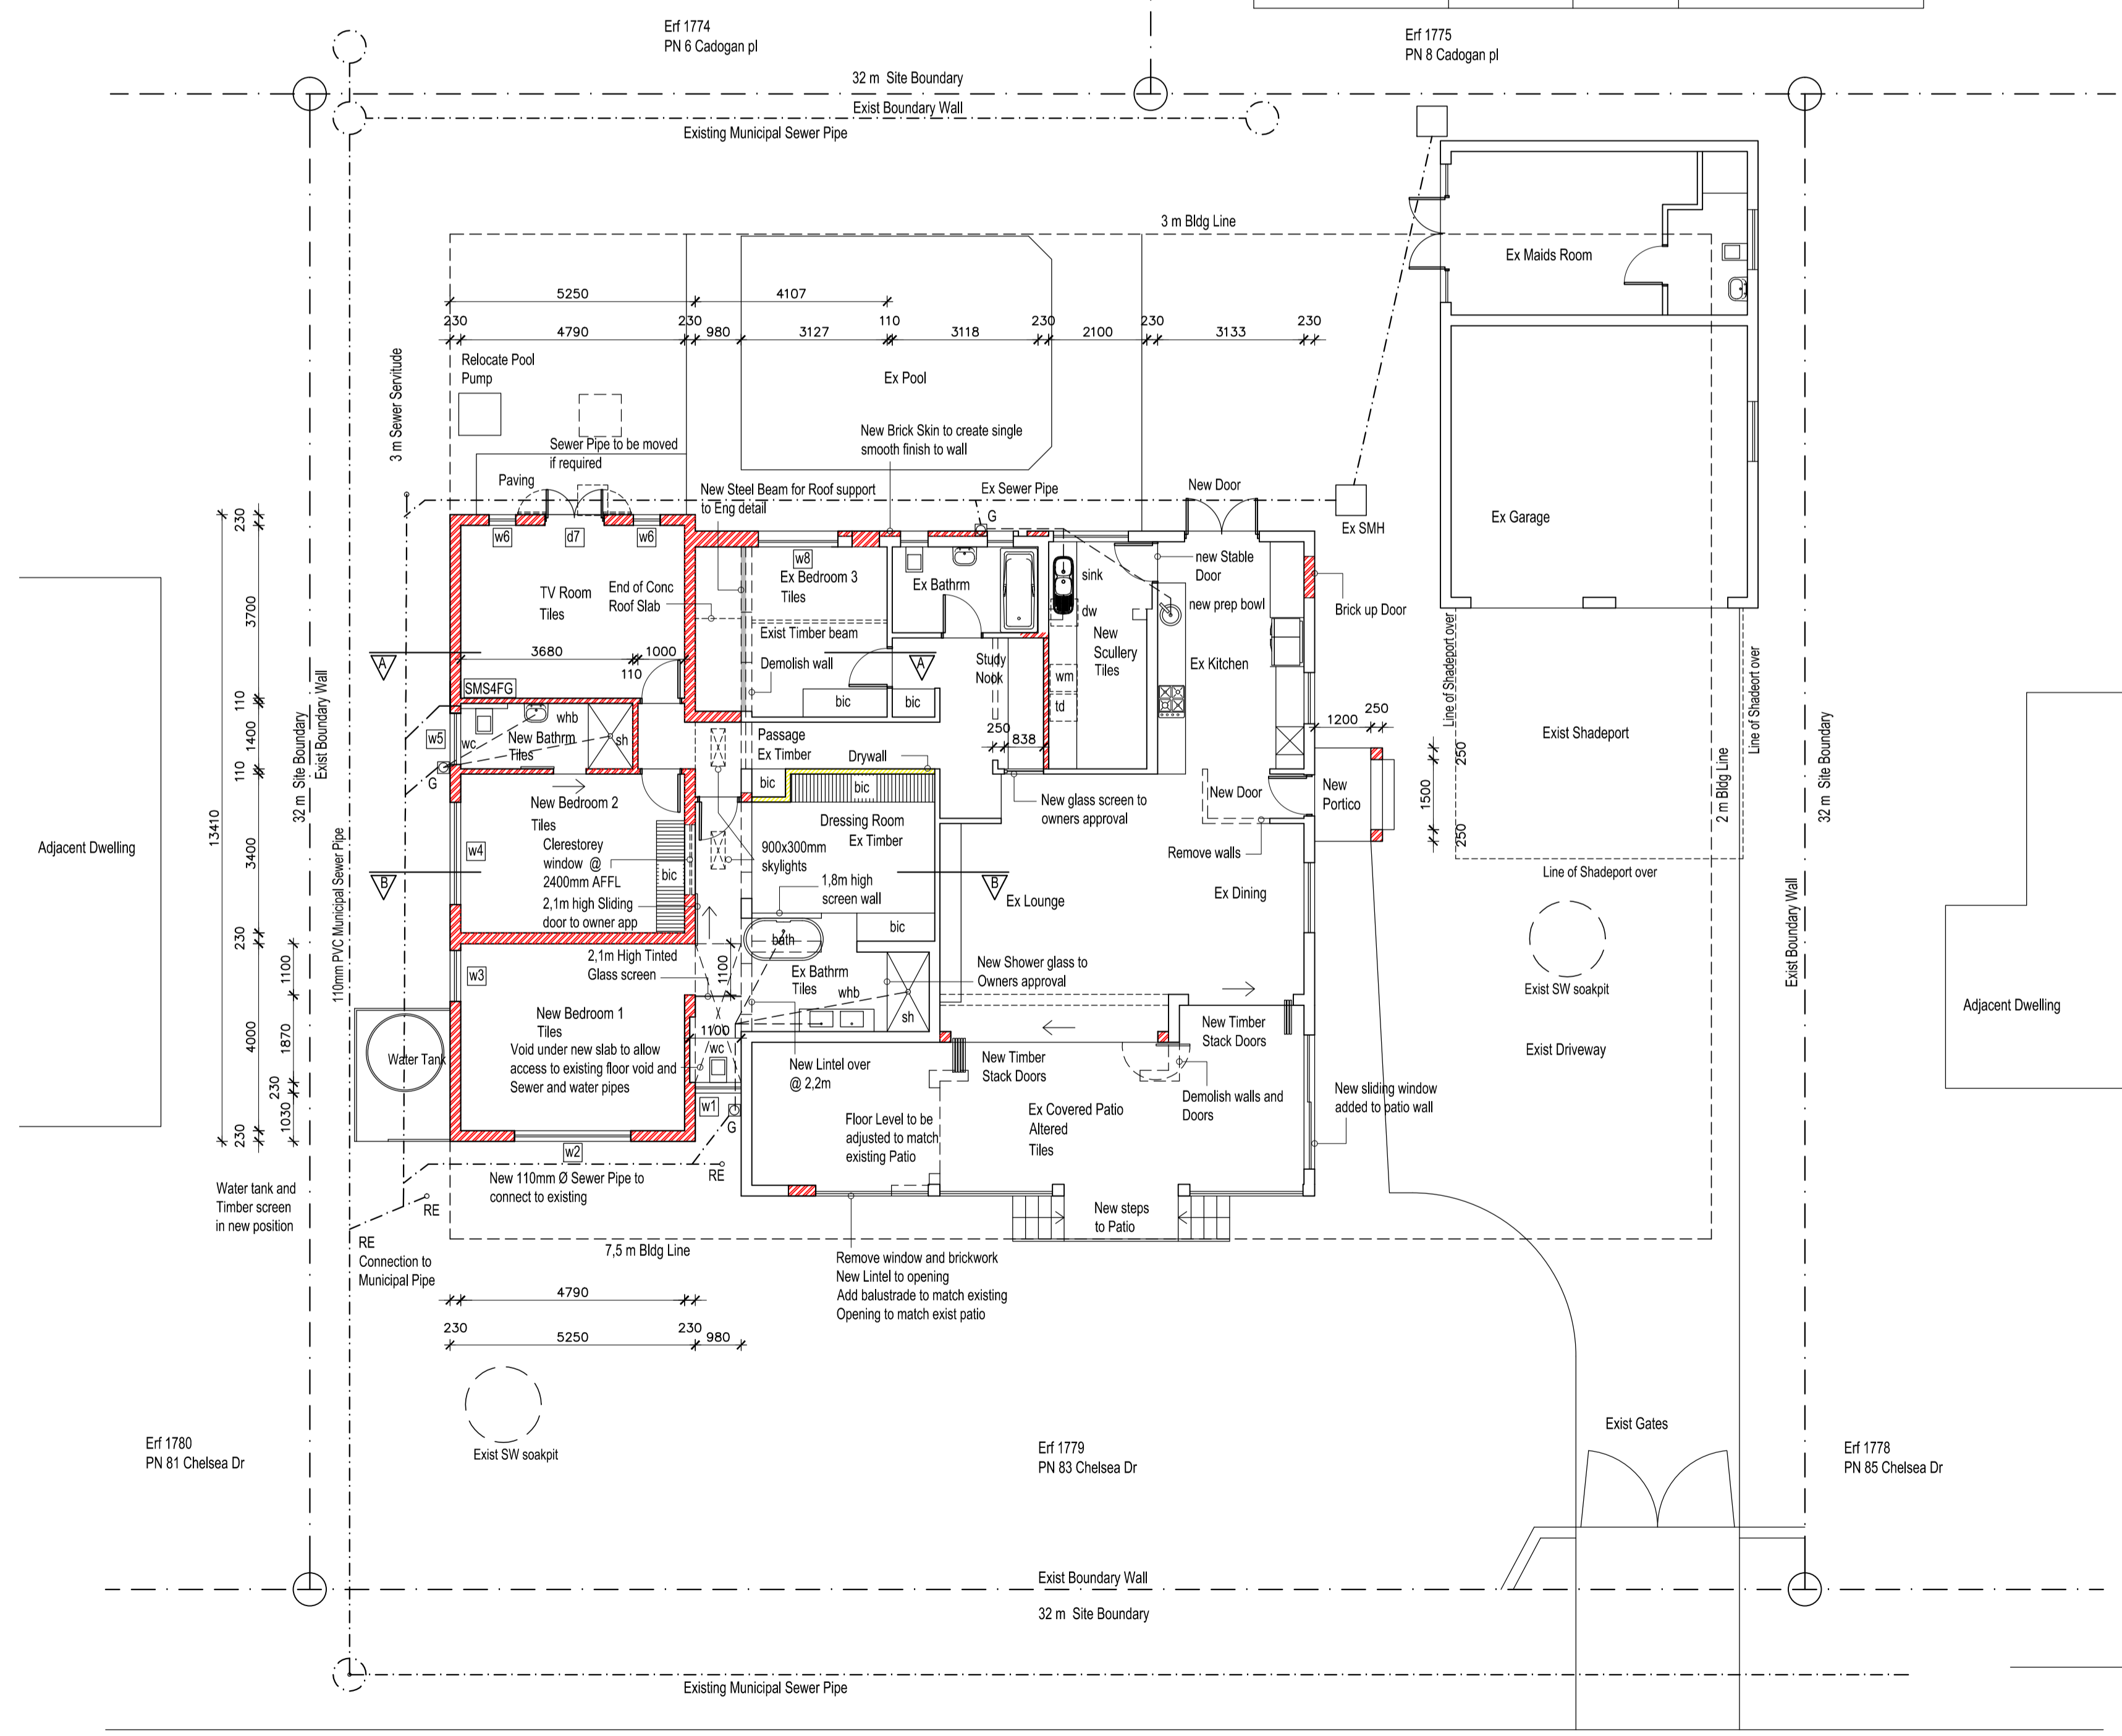 Erf 1774
PN 6 Cadogan pl
Erf 1775
PN 8 Cadogan pl
32 m Site Boundary
Exist Boundary Wall
Existing Municipal Sewer Pipe
3 m Bldg Line
Ex Maids Room
5250
4107
230
4790
230
980
3127
110
3118
230
2100
230
3133
230
3 m Sewer Servitude
Relocate Pool
Pump
Ex Pool
New Brick Skin to create single
smooth finish to wall
Sewer Pipe to be moved
if required
Paving
New Steel Beam for Roof support
to Eng detail
Ex Sewer Pipe
New Door
G
Ex SMH
Ex Garage
w6
d7
w6
w8
TV Room
Tiles
End of Conc
Roof Slab
Ex Bedroom 3
Tiles
Ex Bathrm
sink
dw
new Stable
Door
new prep bowl
Brick up Door
Exist Timber beam
New
Scullery
Tiles
3680
1000
110
A
A
Demolish wall
Study
Nook
Ex Kitchen
SMS4FG
bic
bic
wm
td
w5
wc
New Bathrm
Tiles
whb
sh
G
Passage
Ex Timber
Drywall
250
838
1200
250
250
1500
250
Line of Shadeport over
Line of Shadeort over
Exist Shadeport
2 m Bldg Line
32 m Site Boundary
Exist Boundary Wall
230
3700
110
1400
110
3400
230
4000
230
13410
1100
1870
230
1030
32 m Site Boundary
Exist Boundary Wall
110mm PVC Municipal Sewer Pipe
Adjacent Dwelling
New Bedroom 2
Tiles
Clerestorey
window @
2400mm AFFL
2,1m high Sliding
door to owner app
w4
bic
bic
bic
Dressing Room
Ex Timber
900x300mm
skylights
1,8m high
screen wall
New glass screen to
owners approval
New Door
New
Portico
Remove walls
B
B
Ex Lounge
Ex Dining
Line of Shadeport over
bic
bath
w3
2,1m High Tinted
Glass screen
1100
Ex Bathrm
Tiles
whb
sh
New Shower glass to
Owners approval
Exist SW soakpit
Adjacent Dwelling
New Bedroom 1
Tiles
Void under new slab to allow
access to existing floor void and
Sewer and water pipes
Water Tank
1100
wc
New Lintel over
@ 2,2m
New Timber
Stack Doors
New Timber
Stack Doors
Exist Driveway
Demolish walls and
Doors
New sliding window
added to patio wall
w1
G
Floor Level to be
adjusted to match
existing Patio
Ex Covered Patio
Altered
Tiles
w2
RE
New 110mm Ø Sewer Pipe to
connect to existing
Water tank and
Timber screen
in new position
RE
RE
Connection to
Municipal Pipe
New steps
to Patio
7,5 m Bldg Line
Remove window and brickwork
New Lintel to opening
Add balustrade to match existing
Opening to match exist patio
4790
230
5250
230
980
Exist SW soakpit
Erf 1780
PN 81 Chelsea Dr
Erf 1779
PN 83 Chelsea Dr
Exist Gates
Erf 1778
PN 85 Chelsea Dr
Exist Boundary Wall
32 m Site Boundary
Existing Municipal Sewer Pipe